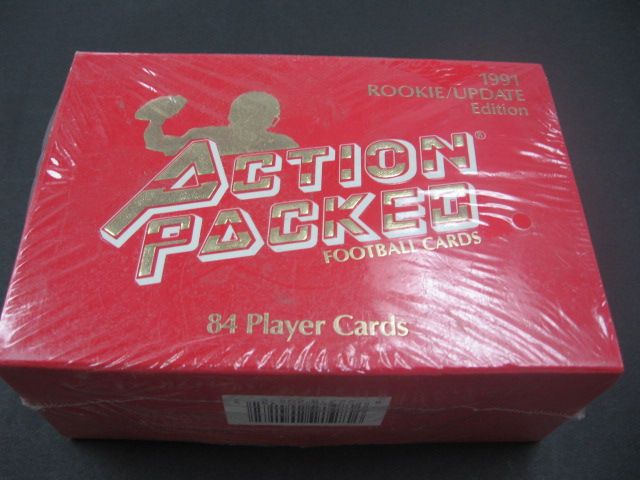 1991
ROOKIE/UPDATE
Edition
ACTION®
PACKED
FOOTBALL CARDS
84 Player Cards